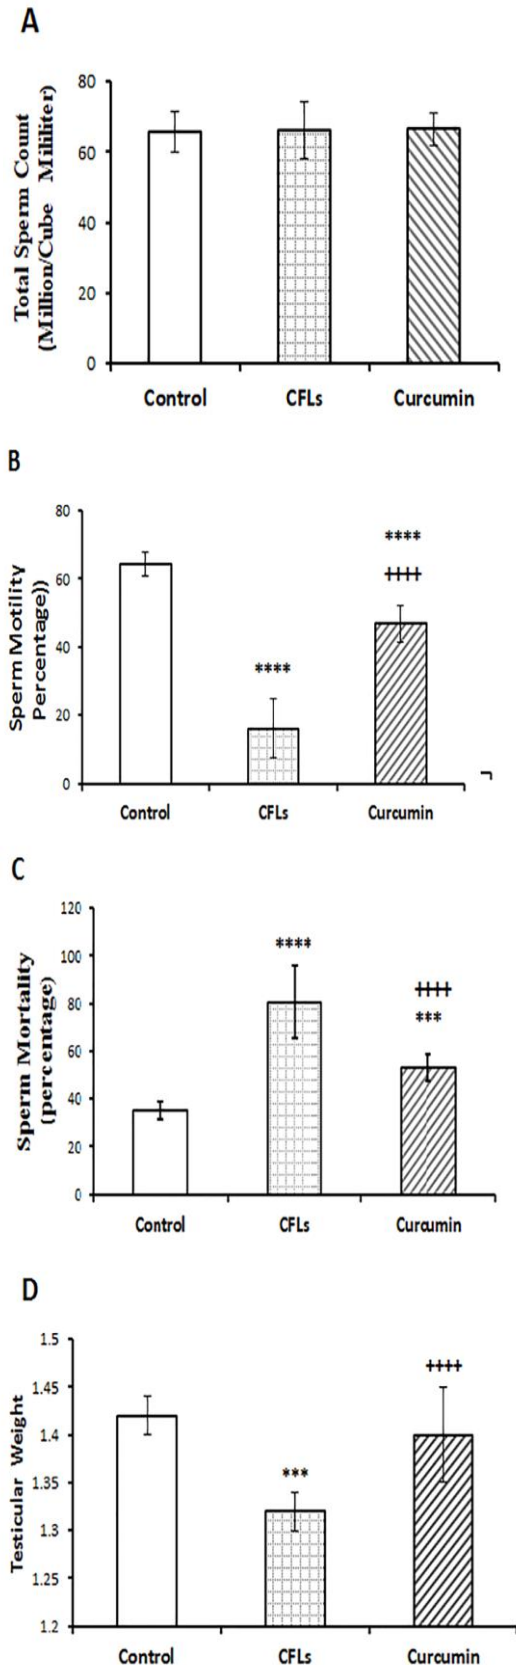 A
80
60
40
20
0
Total Sperm Count
(Million/Cube Mililiter)
Control CFLs Curcumin
B
80
60
40
20
0
Sperm Motility
Percentage))
****
****
++++
Control CFLs Curcumin
C
120
100
80
60
40
20
0
Sperm Mortality
(percentage)
****
++++
***
Control CFLs Curcumin
D
1.5
1.45
1.4
1.35
1.3
1.25
1.2
Testicular Weight
***
++++
Control CFLs Curcumin